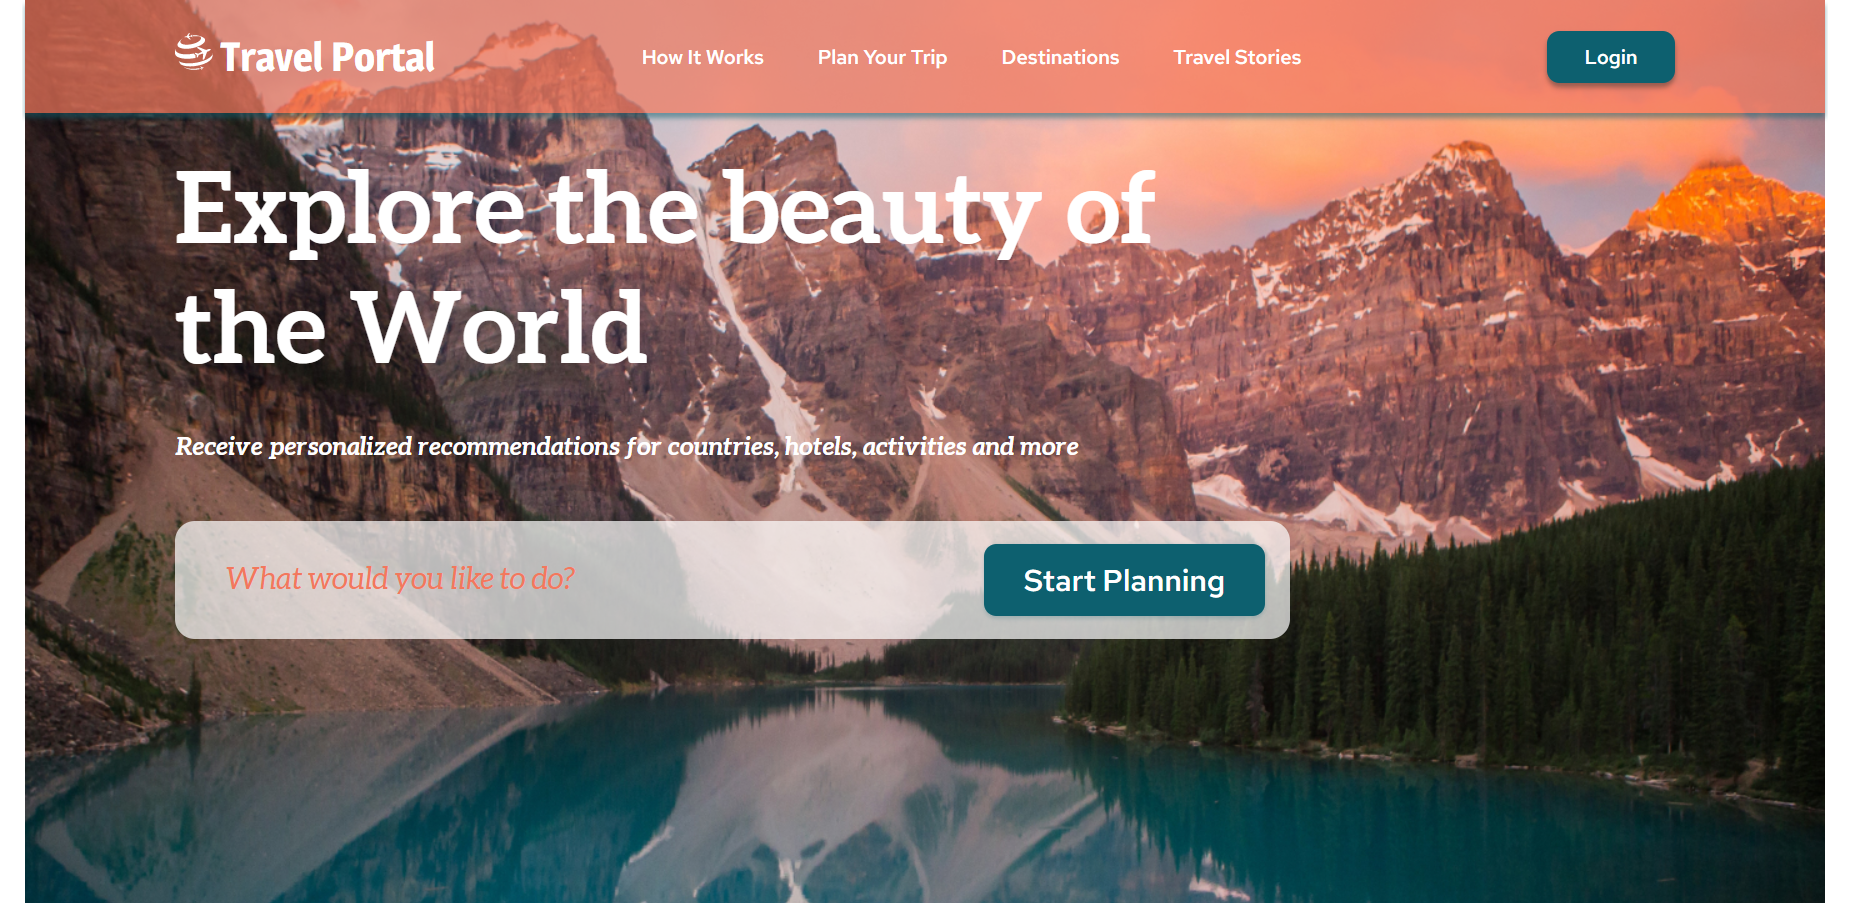 Travel Portal
How It Works
Plan Your Trip
Destinations
Travel Stories
Login
Explore the beauty of
the World
Receive personalized recommendations for countries, hotels, activities and more
What would you like to do?
Start Planning